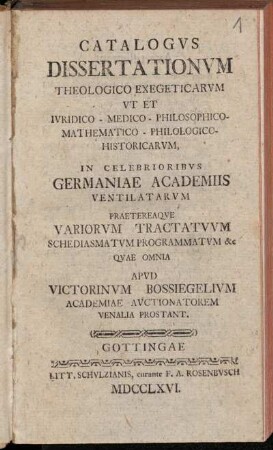 1
CATALOGVS
DISSERTATIONVM
THEOLOGICO EXEGETICARVM
VT ET
IVRIDICO - MEDICO - PHILOSOPHICO-
MATHEMATICO - PHILOLOGICO-
HISTORICARVM,
IN CELEBRIORIBVS
GERMANIAE ACADEMIIS
VENTILATARVM
PRAETEREAQVE
VARIORVM TRACTATVVM
SCHEDIASMATVM PROGRAMMATVM &c
QVAE OMNIA
APVD
VICTORINVM BOSSIEGELIVM
ACADEMIAE AVCTIONATOREM
VENALIA PROSTANT.
GOTTINGAE
LITT. SCHVLZIANIS, curante F. A. ROSENBVSCH
MDCCLXVI.